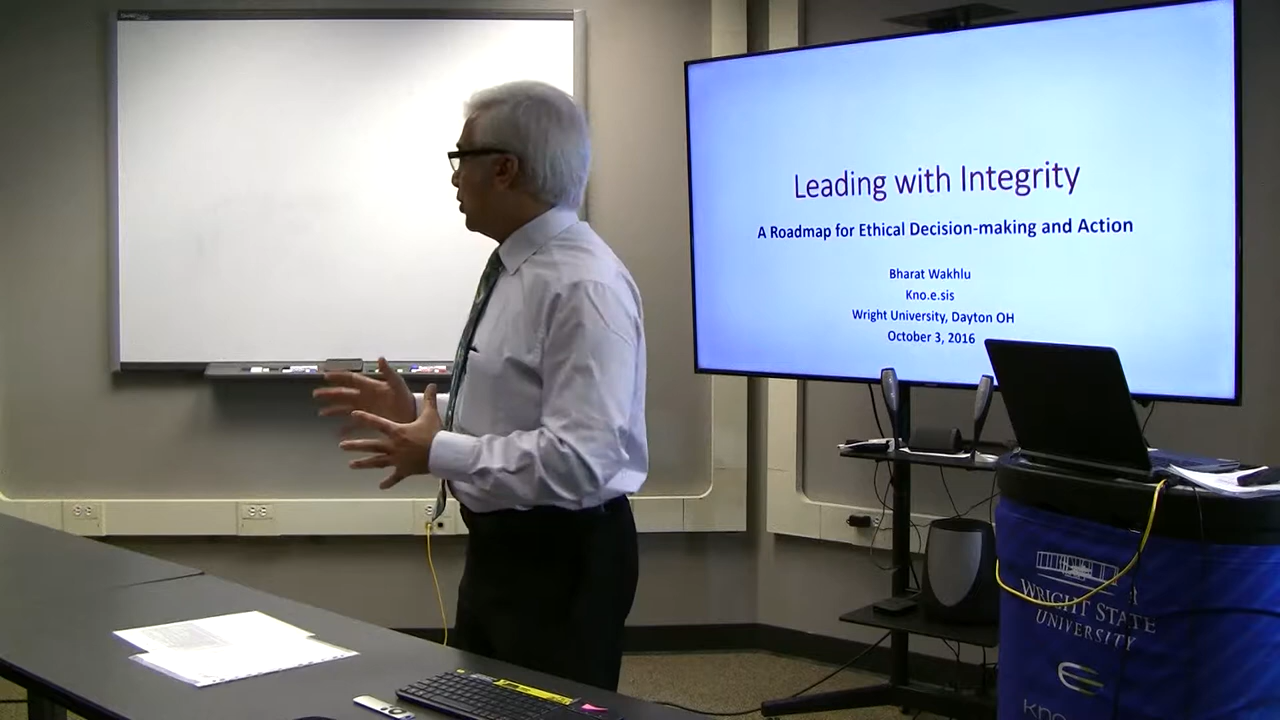 Leading with Integrity
A Roadmap for Ethical Decision-making and Action
Bharat Wakhlu
Kno.e.sis
Wright University, Dayton OH
October 3, 2016
WRIGHT STATE
UNIVERSITY